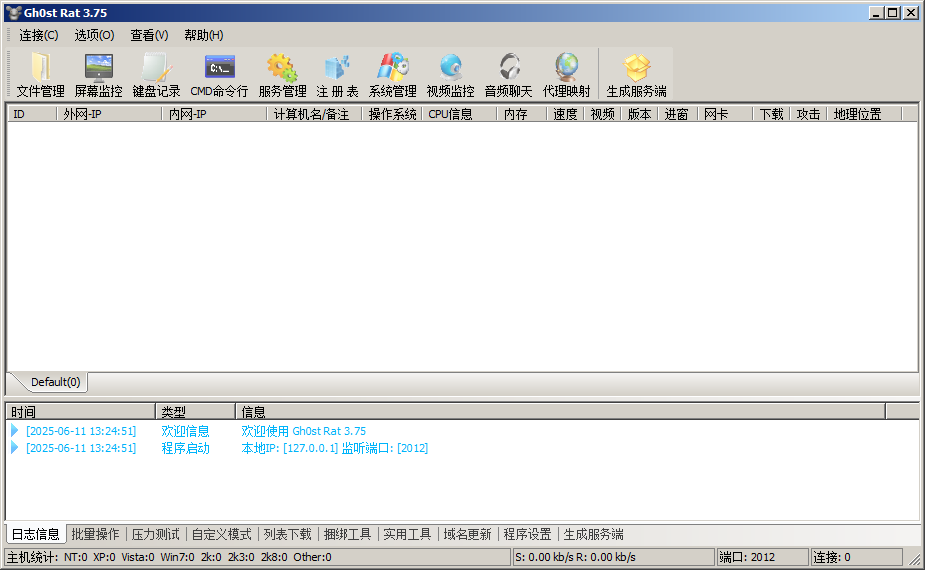 Gh0st Rat 3.75
连接(C) 选项(O) 查看(V) 帮助(H)
C:\_
文件管理 屏幕监控 键盘记录 CMD命令行 服务管理 注 册 表 系统管理 视频监控 音频聊天 代理映射 生成服务端
ID 外网-IP 内网-IP 计算机名/备注 操作系统 CPU信息 内存 速度 视频 版本 进窗 网卡 下载 攻击 地理位置
Default(0)
时间 类型 信息
[2025-06-11 13:24:51] 欢迎信息 欢迎使用 Gh0st Rat 3.75
[2025-06-11 13:24:51] 程序启动 本地IP: [127.0.0.1] 监听端口: [2012]
日志信息 批量操作 压力测试 自定义模式 列表下载 捆绑工具 实用工具 域名更新 程序设置 生成服务端
主机统计: NT:0 XP:0 Vista:0 Win7:0 2k:0 2k3:0 2k8:0 Other:0 S: 0.00 kb/s R: 0.00 kb/s 端口: 2012 连接: 0